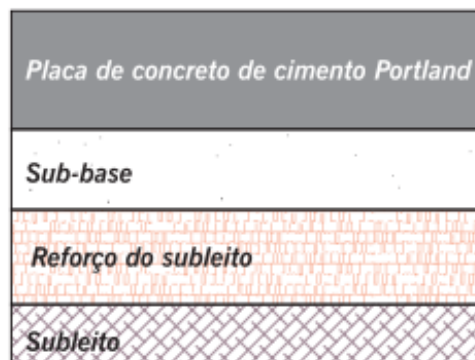 Placa de concreto de cimento Portland
Sub-base
Reforço do subleito
Subleito